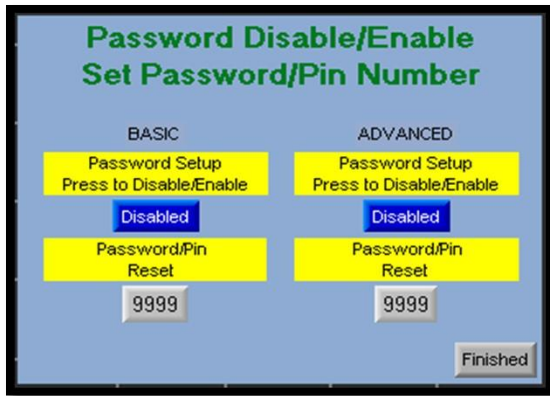 Password Disable/Enable
Set Password/Pin Number
BASIC
Password Setup
Press to Disable/Enable
Disabled
Password/Pin
Reset
9999
ADVANCED
Password Setup
Press to Disable/Enable
Disabled
Password/Pin
Reset
9999
Finished